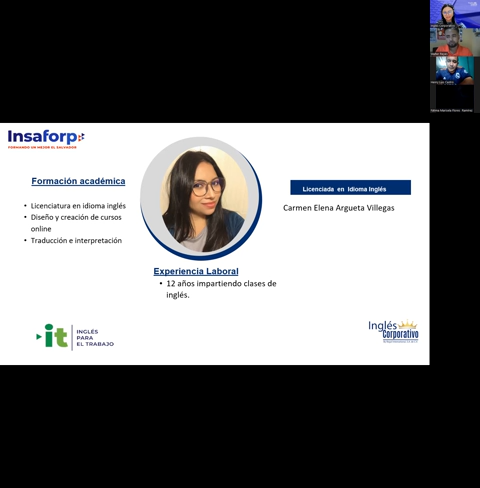 Insaforp
FORMANDO UN MEJOR EL SALVADOR
Formación académica
• Licenciatura en idioma inglés
• Diseño y creación de cursos
online
• Traducción e interpretación
Licenciada en Idioma Inglés
Carmen Elena Argueta Villegas
Experiencia Laboral
• 12 años impartiendo clases de
inglés.
it
INGLÉS
PARA
EL TRABAJO
Inglés
Corporativo